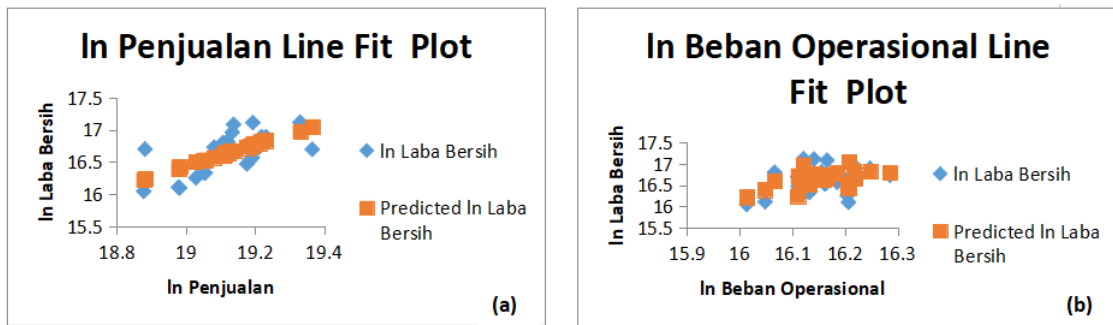 ln Penjualan Line Fit Plot
ln Laba Bersih
17.5
17
16.5
16
15.5
18.8
19
19.2
19.4
ln Penjualan
ln Laba Bersih
Predicted ln Laba
Bersih
(a)
ln Beban Operasional Line
Fit Plot
ln Laba Bersih
17.5
17
16.5
16
15.5
15.9
16
16.1
16.2
16.3
ln Beban Operasional
ln Laba Bersih
Predicted ln Laba
Bersih
(b)